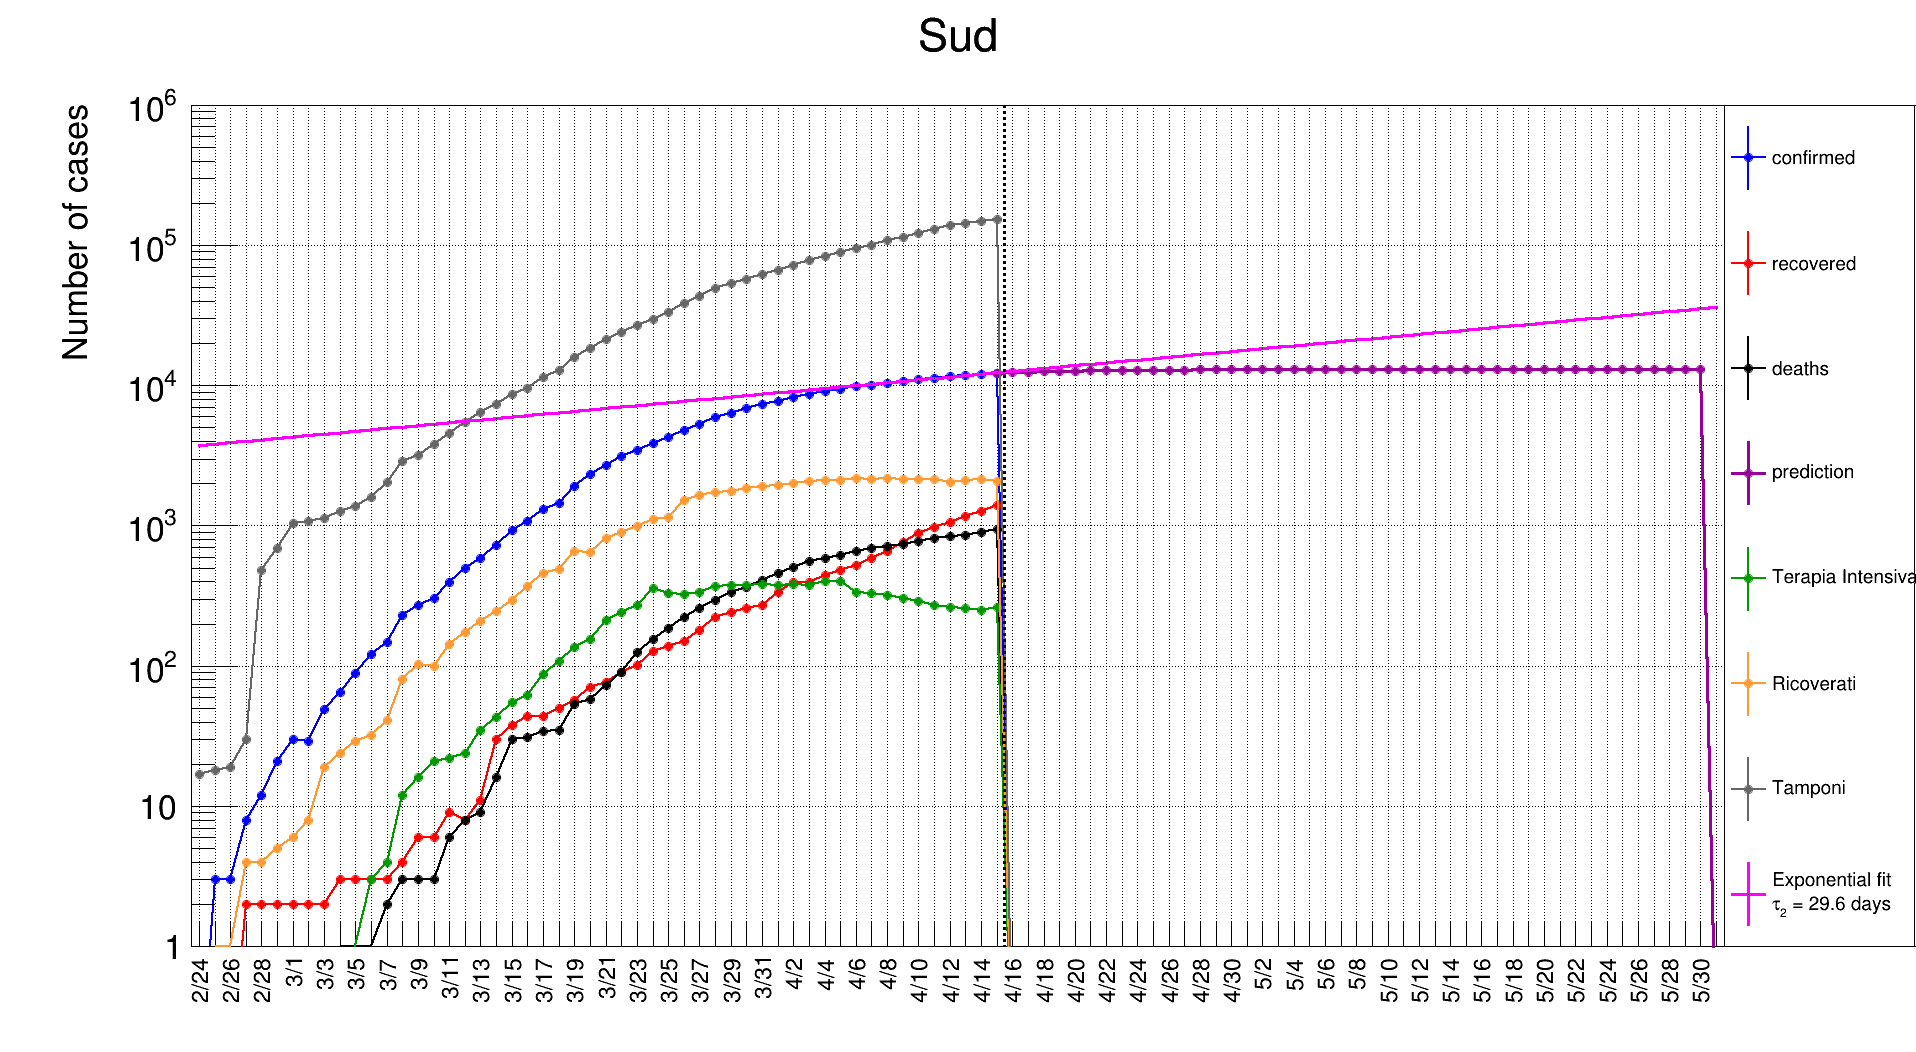 Sud
Number of cases
10^6
10^5
10^4
10^3
10^2
10
1
2/24 2/26 2/28 3/1 3/3 3/5 3/7 3/9 3/11 3/13 3/15 3/17 3/19 3/21 3/23 3/25 3/27 3/29 3/31 4/2 4/4 4/6 4/8 4/10 4/12 4/14 4/16 4/18 4/20 4/22 4/24 4/26 4/28 4/30 5/2 5/4 5/6 5/8 5/10 5/12 5/14 5/16 5/18 5/20 5/22 5/24 5/26 5/28 5/30
confirmed
recovered
deaths
prediction
Terapia Intensiva
Ricoverati
Tamponi
Exponential fit
τ₂ = 29.6 days